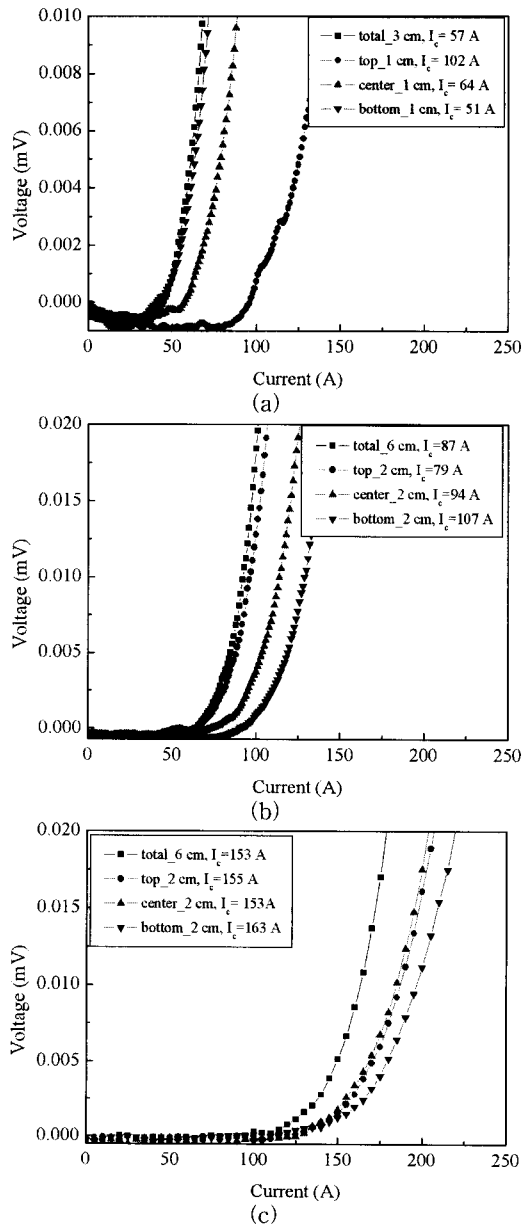 0.010
0.008
0.006
0.004
0.002
0.000
Voltage (mV)
total_3 cm, I_c= 57 A
top_1 cm, I_c= 102 A
center_1 cm, I_c= 64 A
bottom_1 cm, I_c= 51 A
0 50 100 150 200 250
Current (A)
(a)
0.020
0.015
0.010
0.005
0.000
Voltage (mV)
total_6 cm, I_c=87 A
top_2 cm, I_c=79 A
center_2 cm, I_c=94 A
bottom_2 cm, I_c=107 A
0 50 100 150 200 250
Current (A)
(b)
0.020
0.015
0.010
0.005
0.000
Voltage (mV)
total_6 cm, I_c=153 A
top_2 cm, I_c=155 A
center_2 cm, I_c=153A
bottom_2 cm, I_c=163 A
0 50 100 150 200 250
Current (A)
(c)